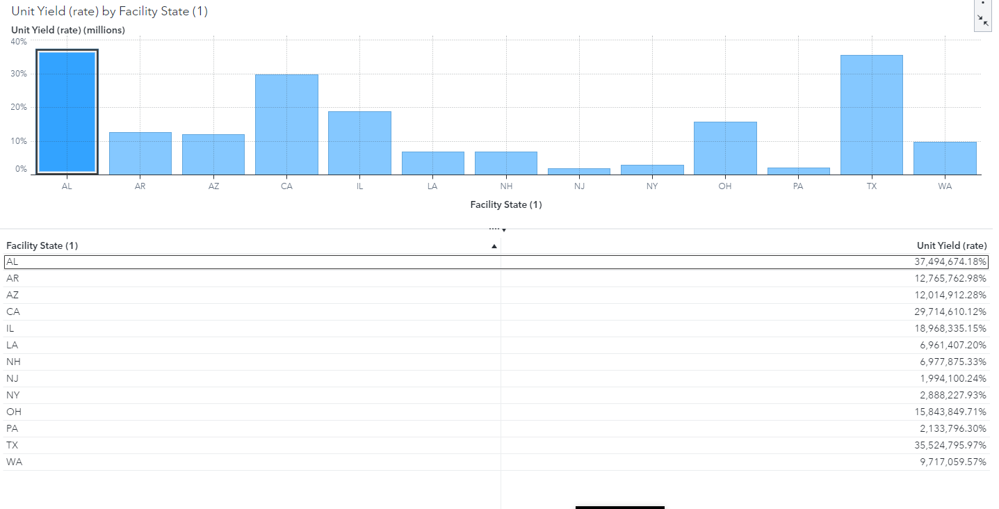 Unit Yield (rate) by Facility State (1)
Unit Yield (rate) (millions)
40%
30%
20%
10%
0%
AL AR AZ CA IL LA NH NJ NY OH PA TX WA
Facility State (1)
Facility State (1) Unit Yield (rate)
AL 37,494,674.18%
AR 12,765,762.98%
AZ 12,014,912.28%
CA 29,714,610.12%
IL 18,968,335.15%
LA 6,961,407.20%
NH 6,977,875.33%
NJ 1,994,100.24%
NY 2,888,227.93%
OH 15,843,849.71%
PA 2,133,796.30%
TX 35,524,795.97%
WA 9,717,059.57%